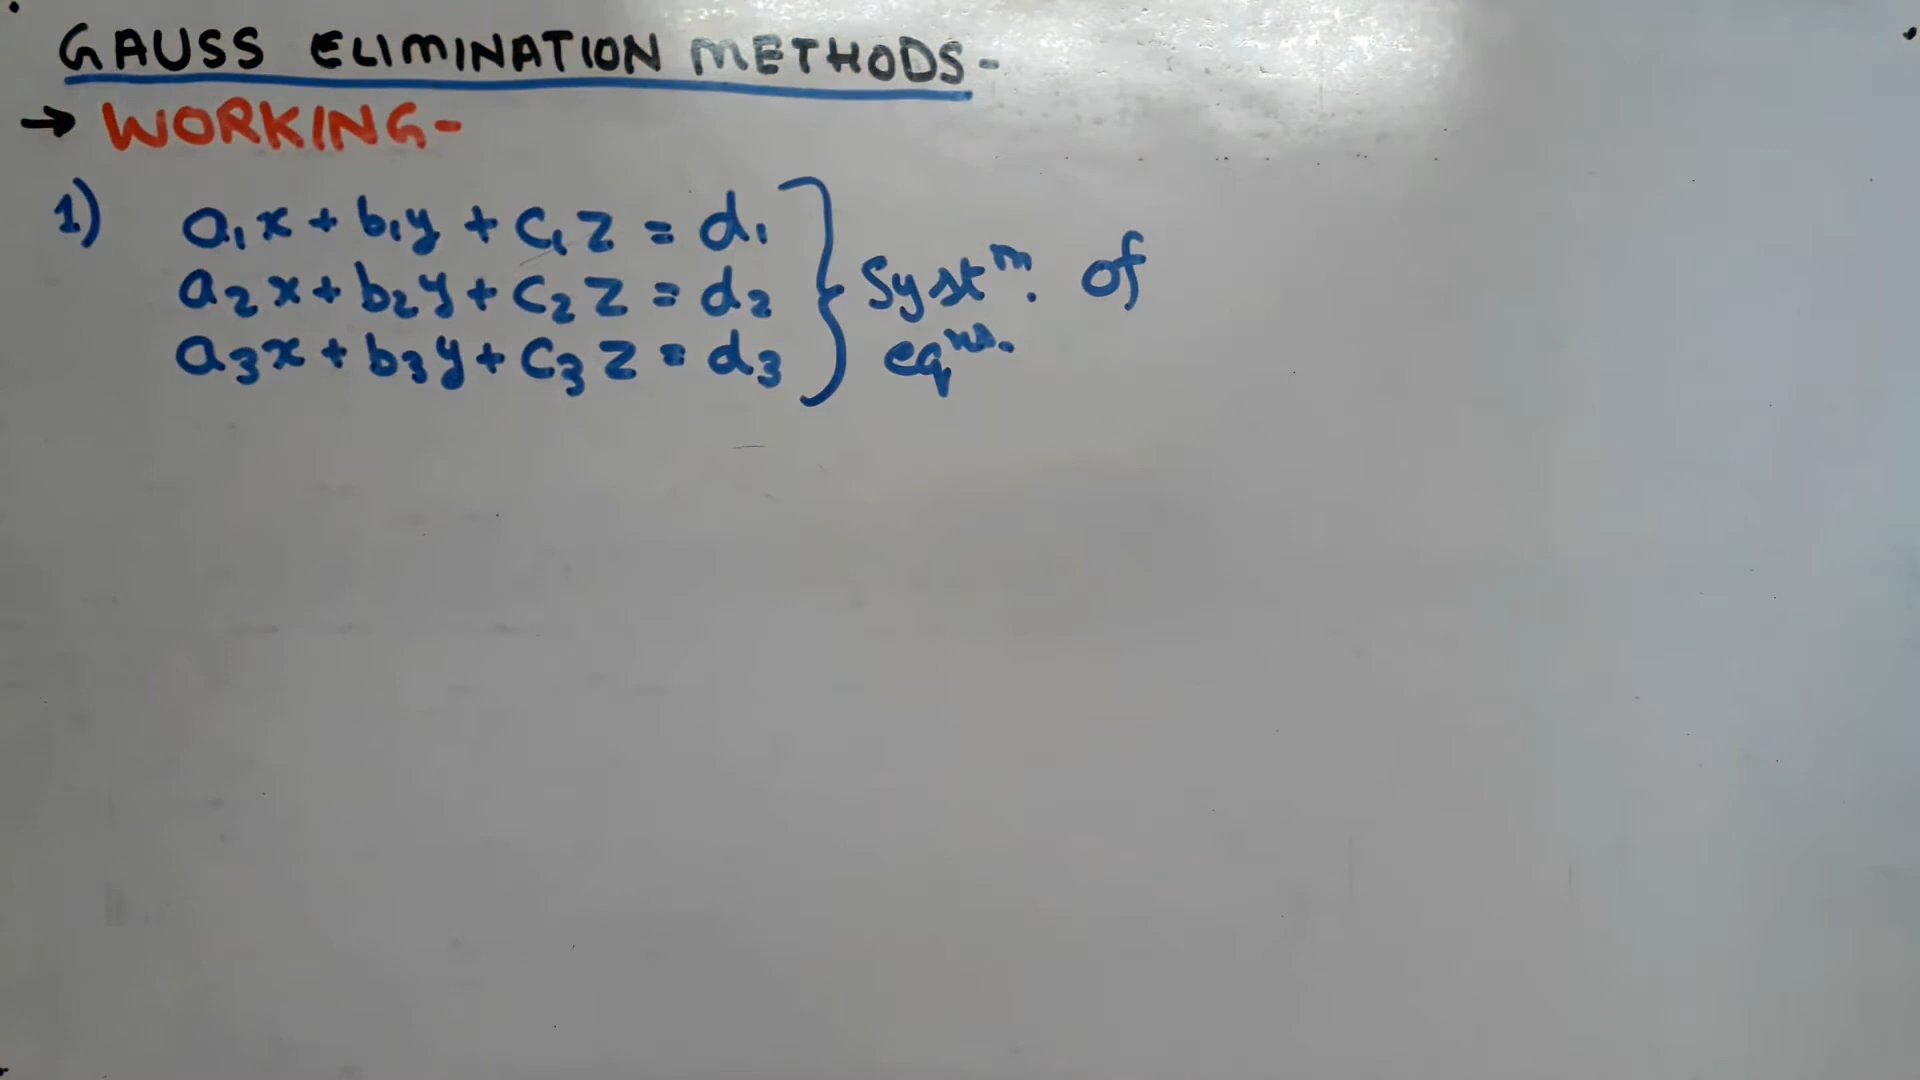 GAUSS ELIMINATION METHODS-
→ WORKING-
1) a₁x + b₁y + c₁z = d₁
a₂x + b₂y + c₂z = d₂
a₃x + b₃y + c₃z = d₃
Systᵐ. of
eqⁿˢ.